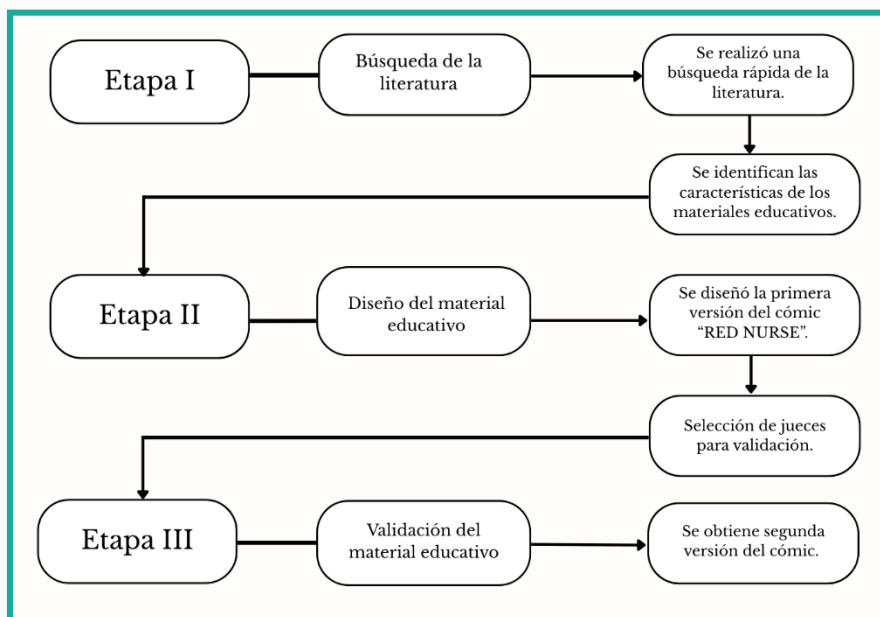 Etapa I
Búsqueda de la
literatura
Se realizó una
búsqueda rápida de la
literatura.
Se identifican las
características de los
materiales educativos.
Etapa II
Diseño del material
educativo
Se diseñó la primera
versión del cómic
“RED NURSE”.
Selección de jueces
para validación.
Etapa III
Validación del
material educativo
Se obtiene segunda
versión del cómic.